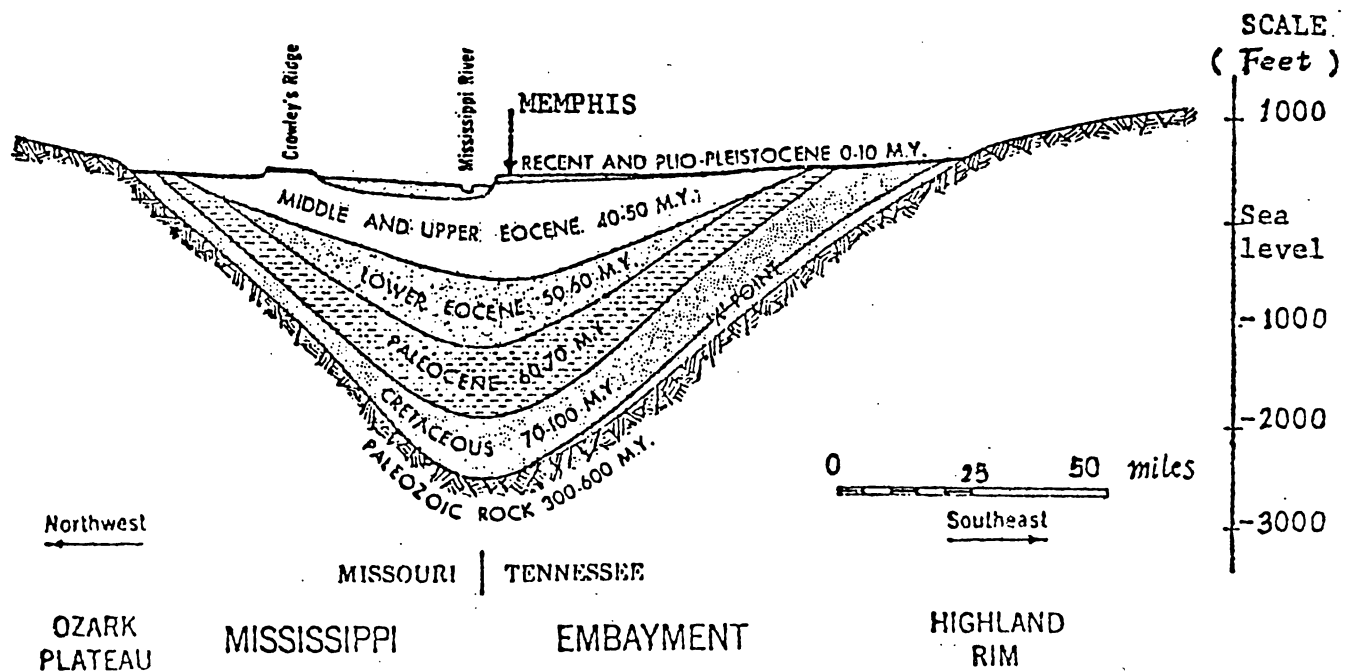 SCALE
(Feet)
Crowley's Ridge
Mississippi River
MEMPHIS
1000
RECENT AND PLIO-PLEISTOCENE 0-10 M.Y.
MIDDLE AND UPPER EOCENE 40-50 M.Y.
Sea
level
LOWER EOCENE 50-60 M.Y.
POINT
-1000
PALEOCENE 60-70 M.Y.
CRETACEOUS 70-100 M.Y.
-2000
PALEOZOIC ROCK 300-600 M.Y.
0 25 50 miles
Northwest
Southeast
-3000
MISSOURI TENNESSEE
OZARK
PLATEAU
MISSISSIPPI EMBAYMENT
HIGHLAND
RIM